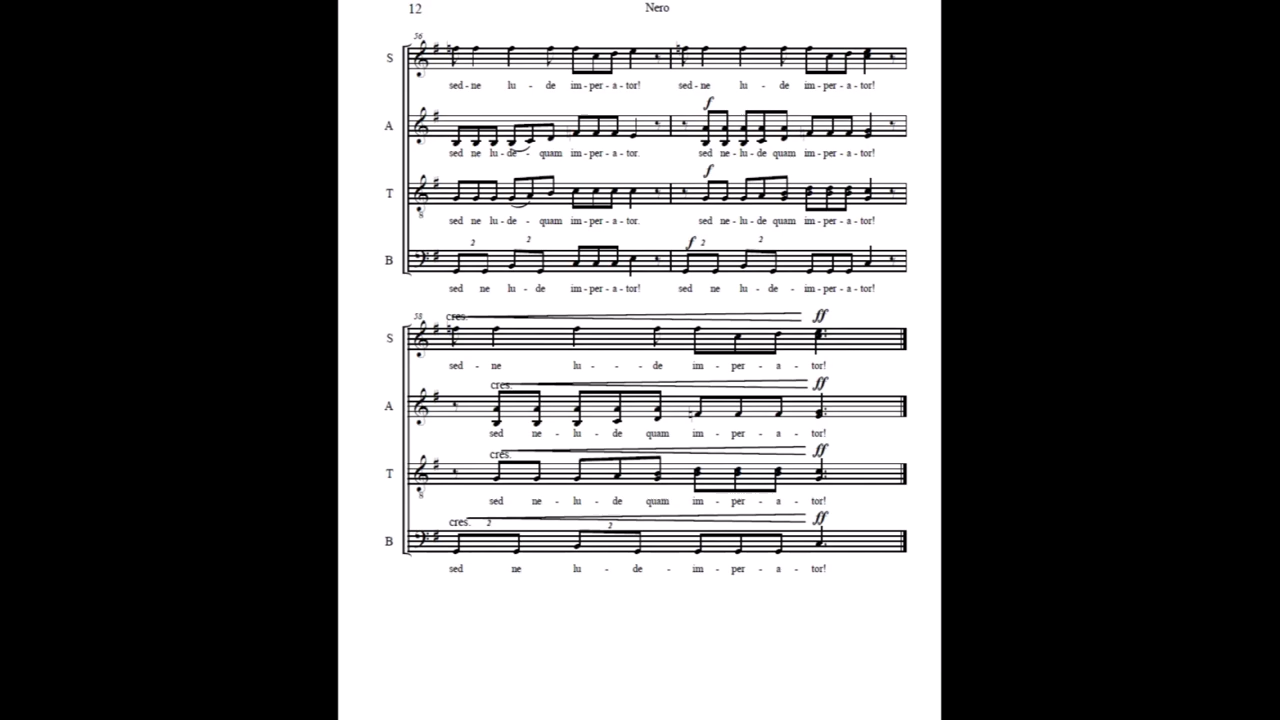 12 Nero
56
S
sed - ne lu - de im - per - a - tor! sed - ne lu - de im - per - a - tor!
f
A
sed ne lu - de - quam im - per - a - tor. sed ne - lu - de quam im - per - a - tor!
f
T
8
sed ne lu - de - quam im - per - a - tor. sed ne - lu - de quam im - per - a - tor!
2 2 f 2 2
B
sed ne lu - de im - per - a - tor! sed ne lu - de - im - per - a - tor!
58 cres. ff
S
sed - ne lu - - de im - per - a - tor!
cres. ff
A
sed ne - lu - de quam im - per - a - tor!
cres. ff
T
8
sed ne - lu - de quam im - per - a - tor!
cres. 2 2 ff
B
sed ne lu - de - im - per - a - tor!